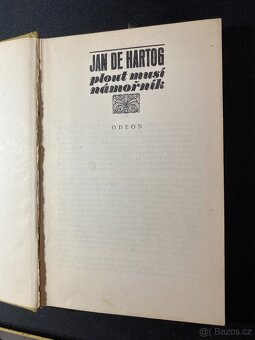 JAN DE HARTOG
plout musí
námořník
ODEON
Bazos.cz